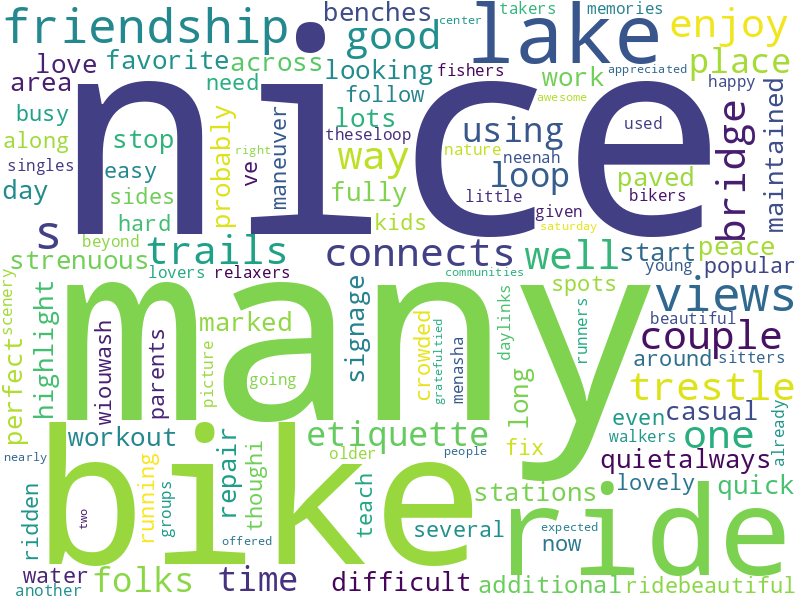 friendship
benches
takers
memories
center
good
lake
enjoy
love
favorite
across
looking
fishers
work
appreciated
place
area
need
follow
awesome
happy
nice
busy
probably
lots
theseloop
using
used
bridge
maintained
along
stop
right
way
nature
neenah
singles
easy
ve
maneuver
loop
paved
day
sides
fully
little
bikers
hard
kids
given
saturday
s
beyond
trails
connects
well
start
peace
strenuous
lovers
relaxers
communities
young
popular
scenery
highlight
many
signage
spots
views
wiouwash
marked
beautiful
parents
crowded
gratefultied
menasha
daylinks
runners
couple
perfect
picture
going
long
around
sitters
trestle
workout
etiquette
even
casual
already
bike
repair
thoughi
older
people
fix
walkers
one
nearly
quietalways
ridden
two
running
groups
teach
stations
ride
lovely
quick
offered
several
expected
now
water
another
folks
time
difficult
additional
ridebeautiful